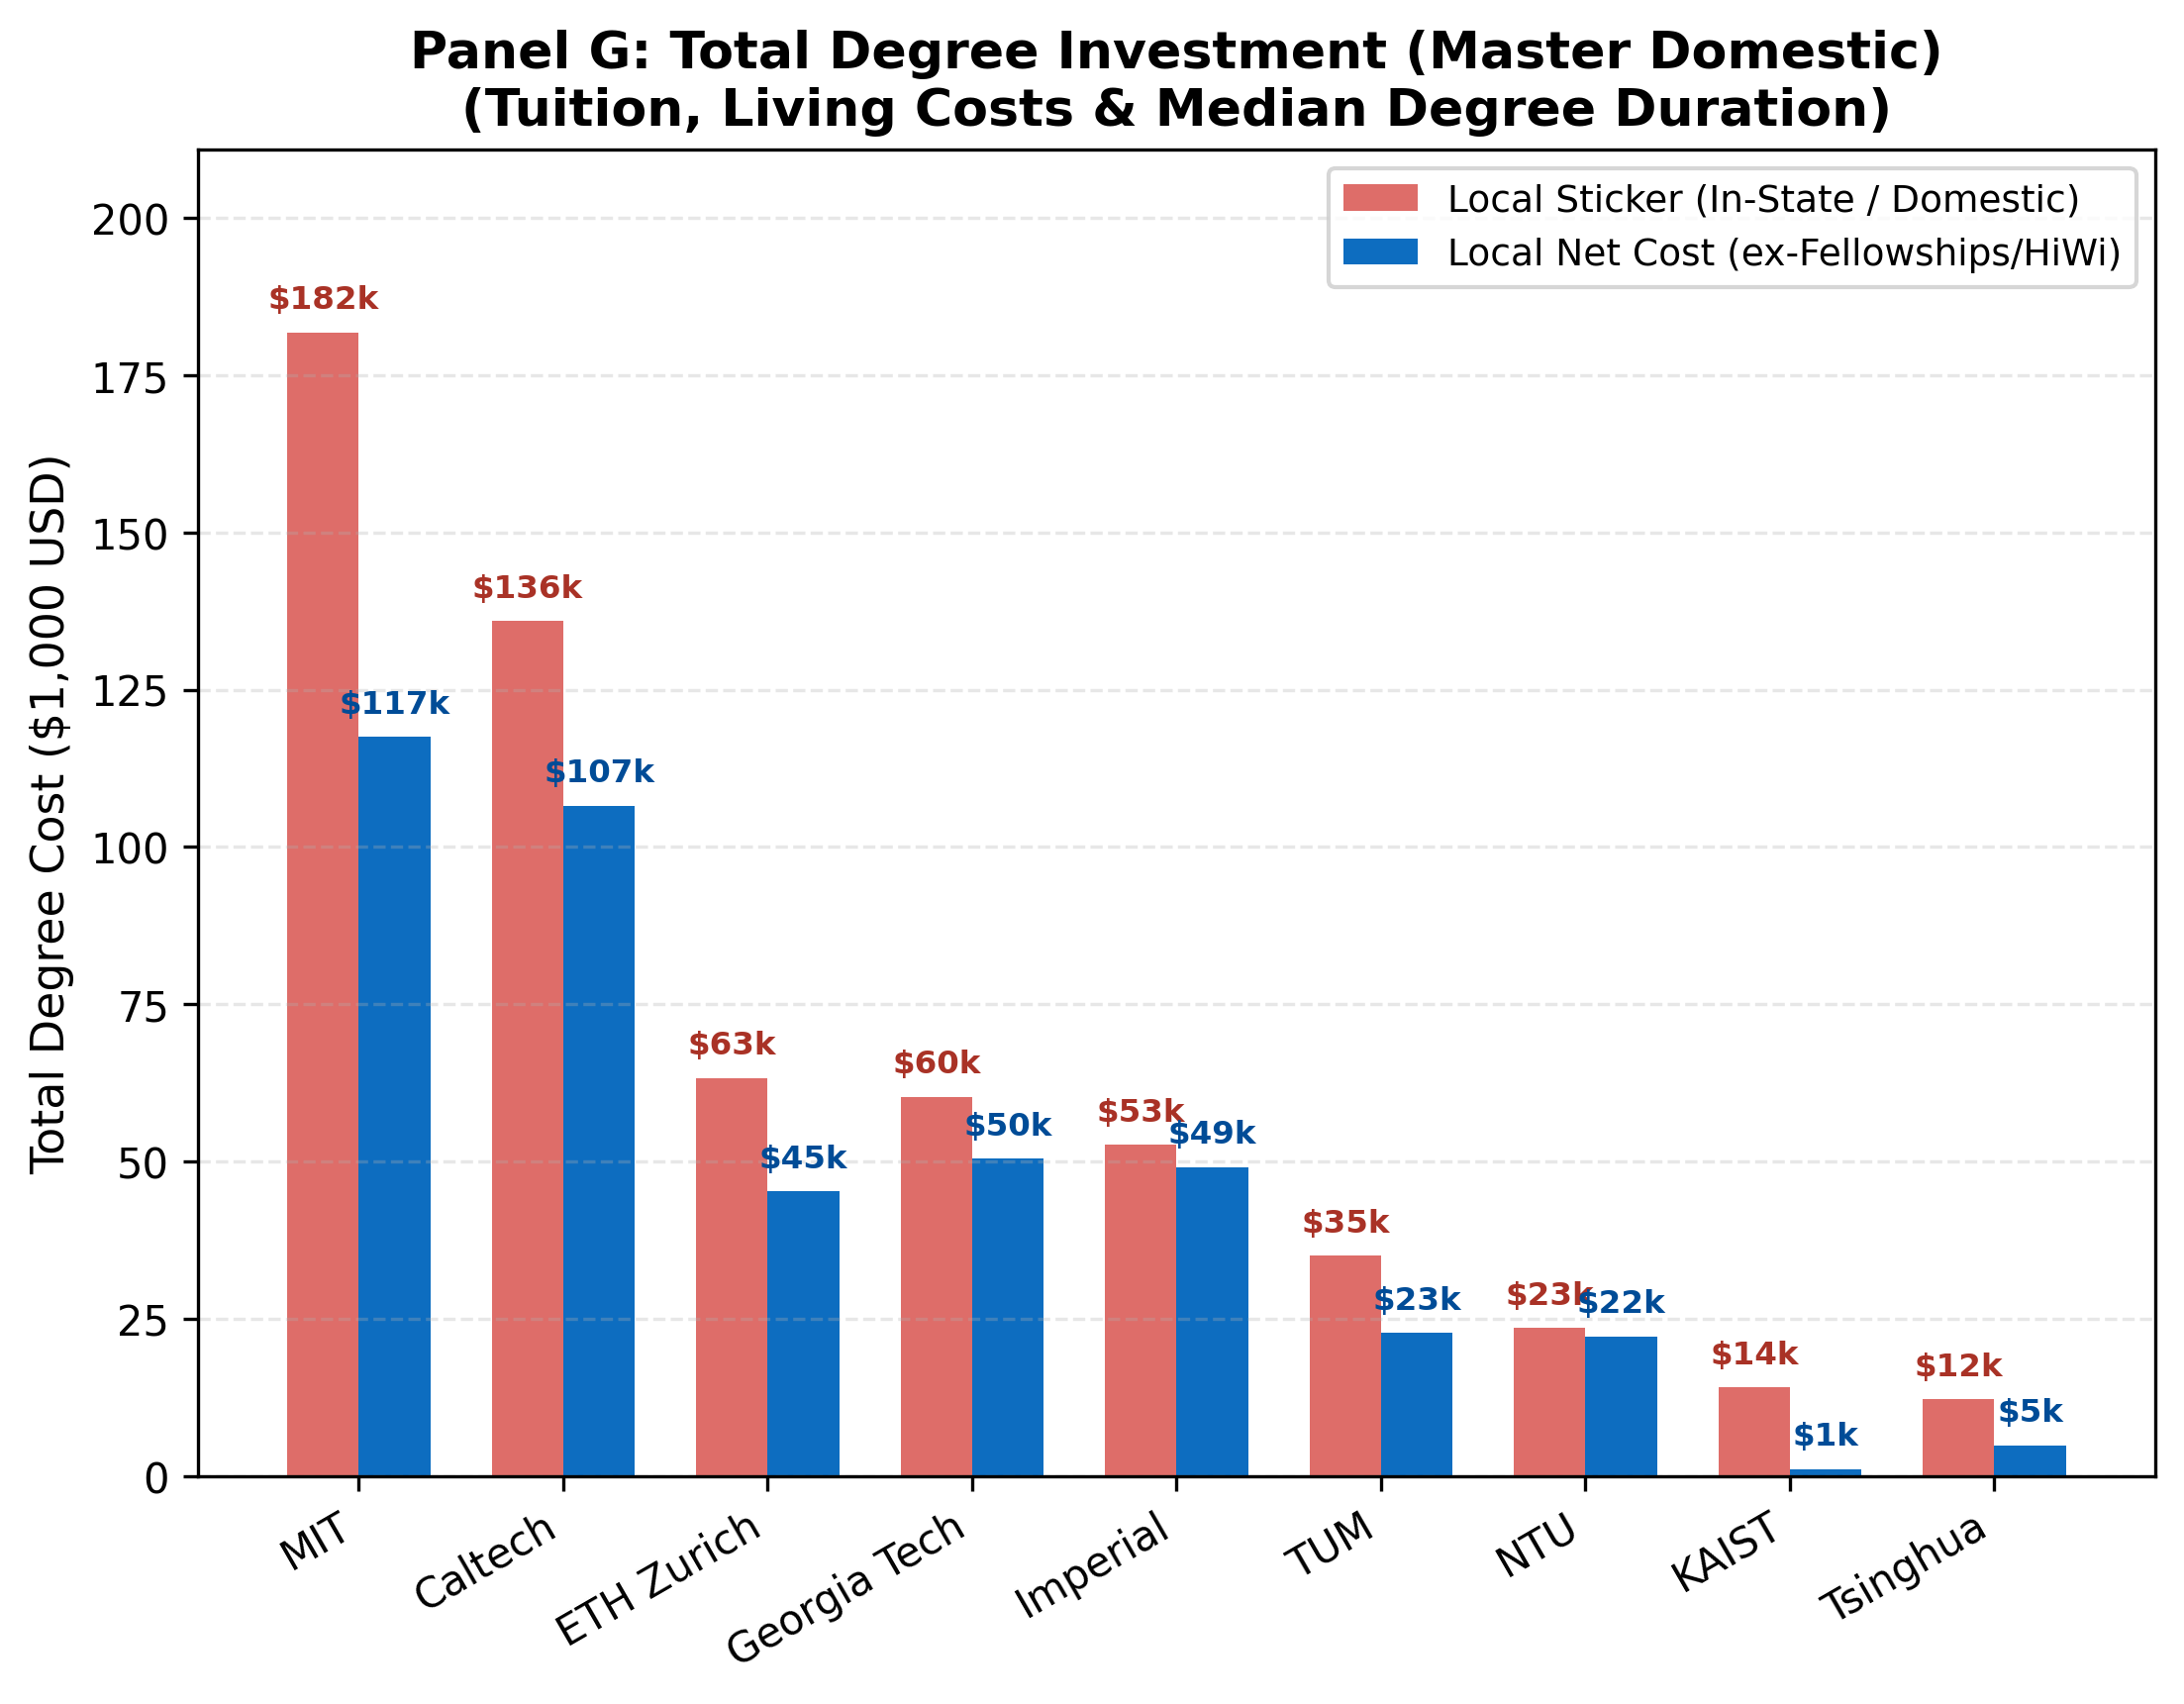 Panel G: Total Degree Investment (Master Domestic)
(Tuition, Living Costs & Median Degree Duration)
Local Sticker (In-State / Domestic)
Local Net Cost (ex-Fellowships/HiWi)
Total Degree Cost ($1,000 USD)
200
175
150
125
100
75
50
25
0
$182k
$117k
$136k
$107k
$63k
$45k
$60k
$50k
$53k
$49k
$35k
$23k
$23k
$22k
$14k
$1k
$12k
$5k
MIT
Caltech
ETH Zurich
Georgia Tech
Imperial
TUM
NTU
KAIST
Tsinghua